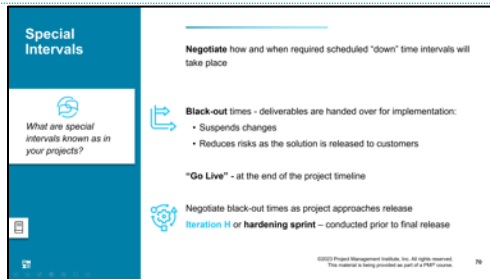 Special
Intervals
What are special
intervals known as in
your projects?
Negotiate how and when required scheduled "down" time intervals will
take place
Black-out times - deliverables are handed over for implementation:
• Suspends changes
• Reduces risks as the solution is released to customers
"Go Live" - at the end of the project timeline
Negotiate black-out times as project approaches release
Iteration H or hardening sprint – conducted prior to final release
©2023 Project Management Institute, Inc. All rights reserved.
This material is being provided as part of a PMP® course.
70